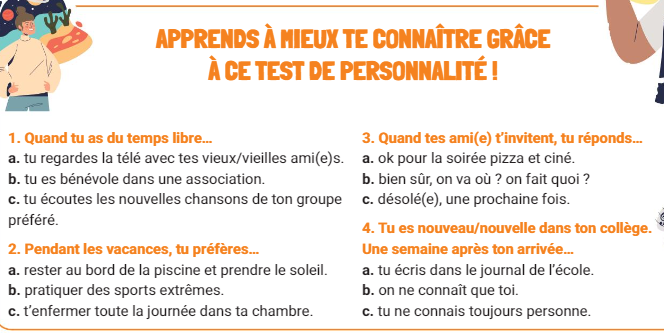 APPRENDS À MIEUX TE CONNAÎTRE GRÂCE
À CE TEST DE PERSONNALITÉ !
1. Quand tu as du temps libre...
a. tu regardes la télé avec tes vieux/vieilles ami(e)s.
b. tu es bénévole dans une association.
c. tu écoutes les nouvelles chansons de ton groupe
préféré.
2. Pendant les vacances, tu préfères...
a. rester au bord de la piscine et prendre le soleil.
b. pratiquer des sports extrêmes.
c. t’enfermer toute la journée dans ta chambre.
3. Quand tes ami(e) t’invitent, tu réponds...
a. ok pour la soirée pizza et ciné.
b. bien sûr, on va où ? on fait quoi ?
c. désolé(e), une prochaine fois.
4. Tu es nouveau/nouvelle dans ton collège.
Une semaine après ton arrivée...
a. tu écris dans le journal de l’école.
b. on ne connaît que toi.
c. tu ne connais toujours personne.